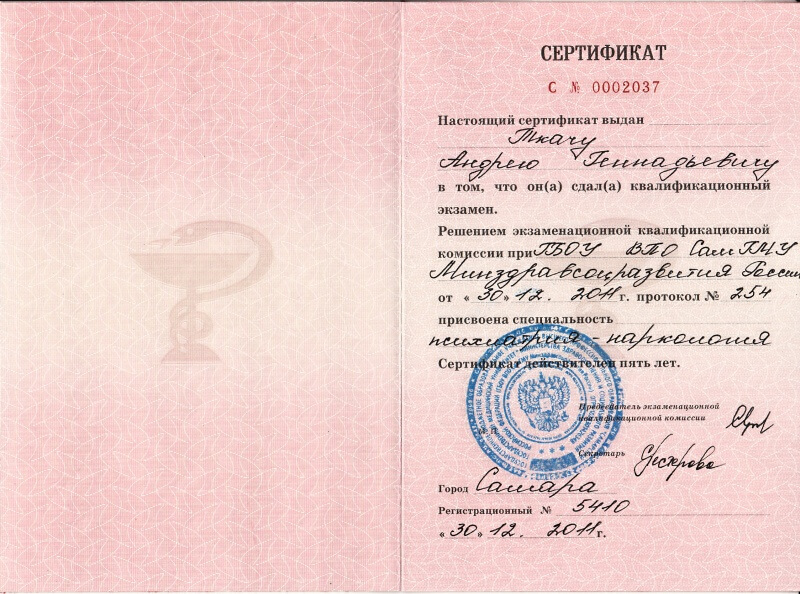 СЕРТИФИКАТ
С № 0002037
Настоящий сертификат выдан
Ткачу
Андрею Геннадьевичу
в том, что он(а) сдал(а) квалификационный
экзамен.
Решением экзаменационной квалификационной
комиссии при ГБОУ ВПО СамГМУ
Минздравсоцразвития России
от «30» 12. 2011 г. протокол № 254
присвоена специальность
психиатрия - наркология
Сертификат действителен пять лет.
Председатель экзаменационной
квалификационной комиссии
М.П.
Секретарь
Город Самара
Регистрационный № 5410
«30» 12. 2011 г.